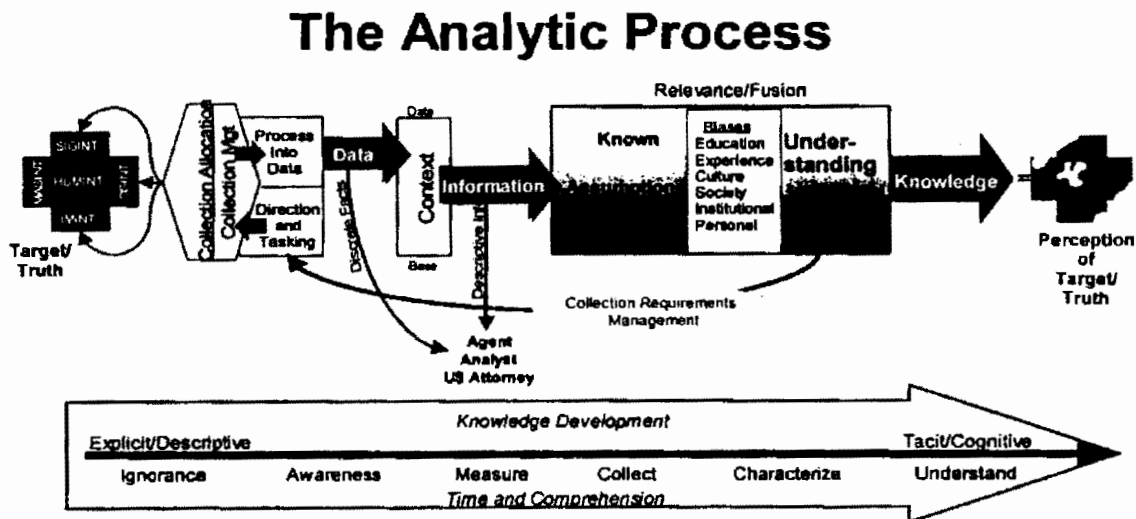 The Analytic Process
Relevance/Fusion
SIGINT
MASINT
HUMINT
IMINT
Target/
Truth
Collection Allocation
Collection Mgt
Process
Into
Data
Direction
and
Tasking
Data
Discrete Facts
Data
Context
Base
Information
Descriptive
Known
Biases
Education
Experience
Culture
Society
Institutional
Personal
Under-
standing
Knowledge
Perception
of
Target/
Truth
Collection Requirements
Management
Agent
Analyst
US Attorney
Knowledge Development
Explicit/Descriptive
Tacit/Cognitive
Ignorance Awareness Measure Collect Characterize Understand
Time and Comprehension